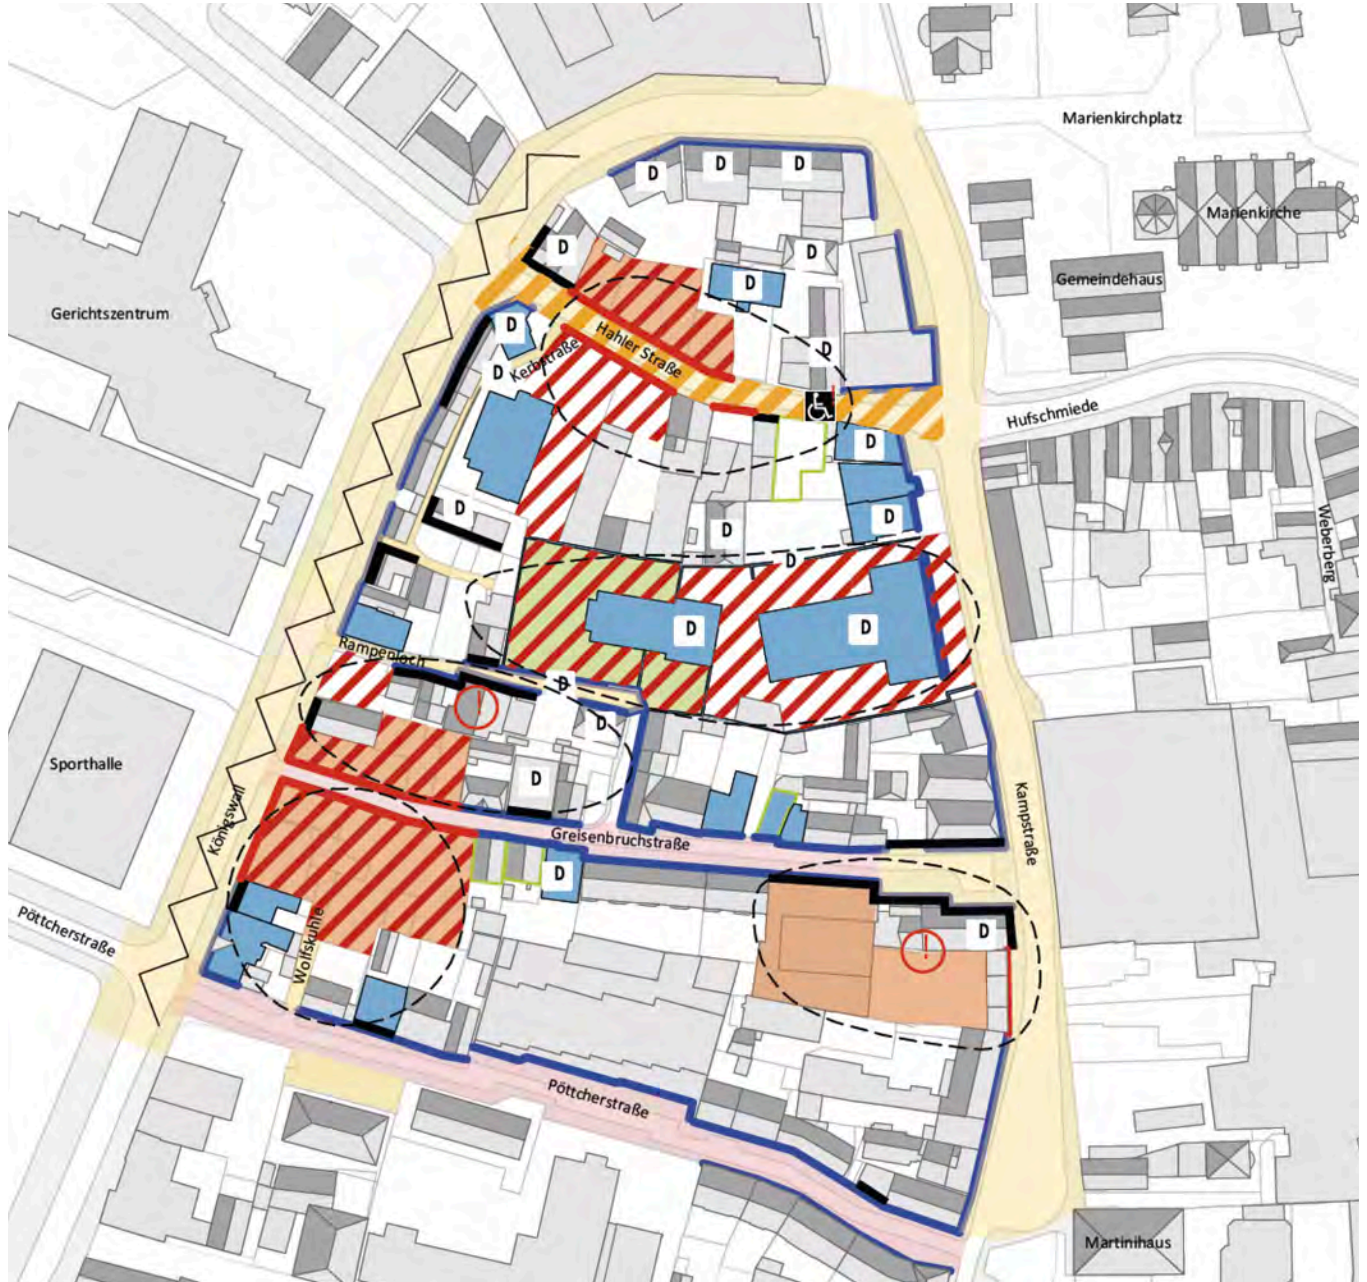 Marienkirchplatz
D
D
D
Marienkirche
D
D
Gemeindehaus
D
Gerichtszentrum
D
Hahler Straße
D
Kerbstraße
D
!
Hufschmiede
D
D
D
D
Weberberg
D
D
D
Rampenloch
D
!
D
Sporthalle
D
Königswall
Kampstraße
Greisenbruchstraße
D
Pöttcherstraße
Wolfskuhle
D
!
Pöttcherstraße
Martinihaus